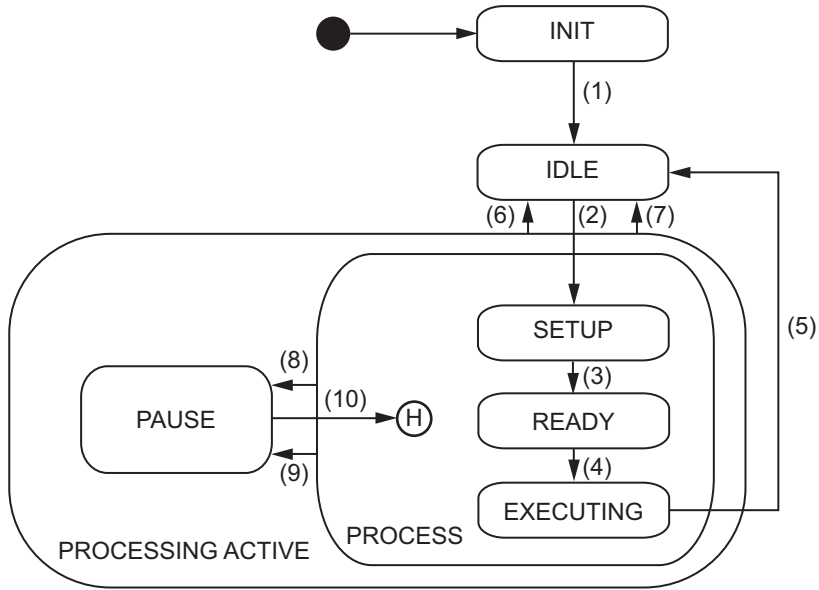 INIT
(1)
IDLE
(6) (2) (7)
SETUP
(5)
(8)
(3)
(10)
H
PAUSE
READY
(9)
(4)
EXECUTING
PROCESS
PROCESSING ACTIVE